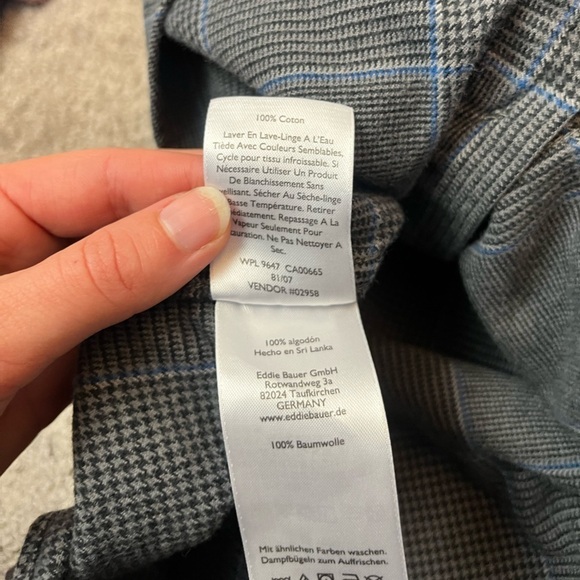 100% Coton
Laver En Lave-Linge A L'Eau
Tiède Avec Couleurs Semblables.
Cycle pour tissu infroissable. Si
Nécessaire Utiliser Un Produit
De Blanchissement Sans
Sécher Au Sèche-linge
Température. Retirer
Repassage A La
Vapeur Seulement Pour
Ne Pas Nettoyer A
Sec.
WPL 9647 CA00665
81/07
VENDOR #02958
100% algodón
Hecho en Sri Lanka
Eddie Bauer GmbH
Rotwandweg 3a
82024 Taufkirchen
GERMANY
www.eddiebauer.de
100% Baumwolle
Mit ähnlichen Farben waschen.
Dampfbügeln zum Auffrischen.